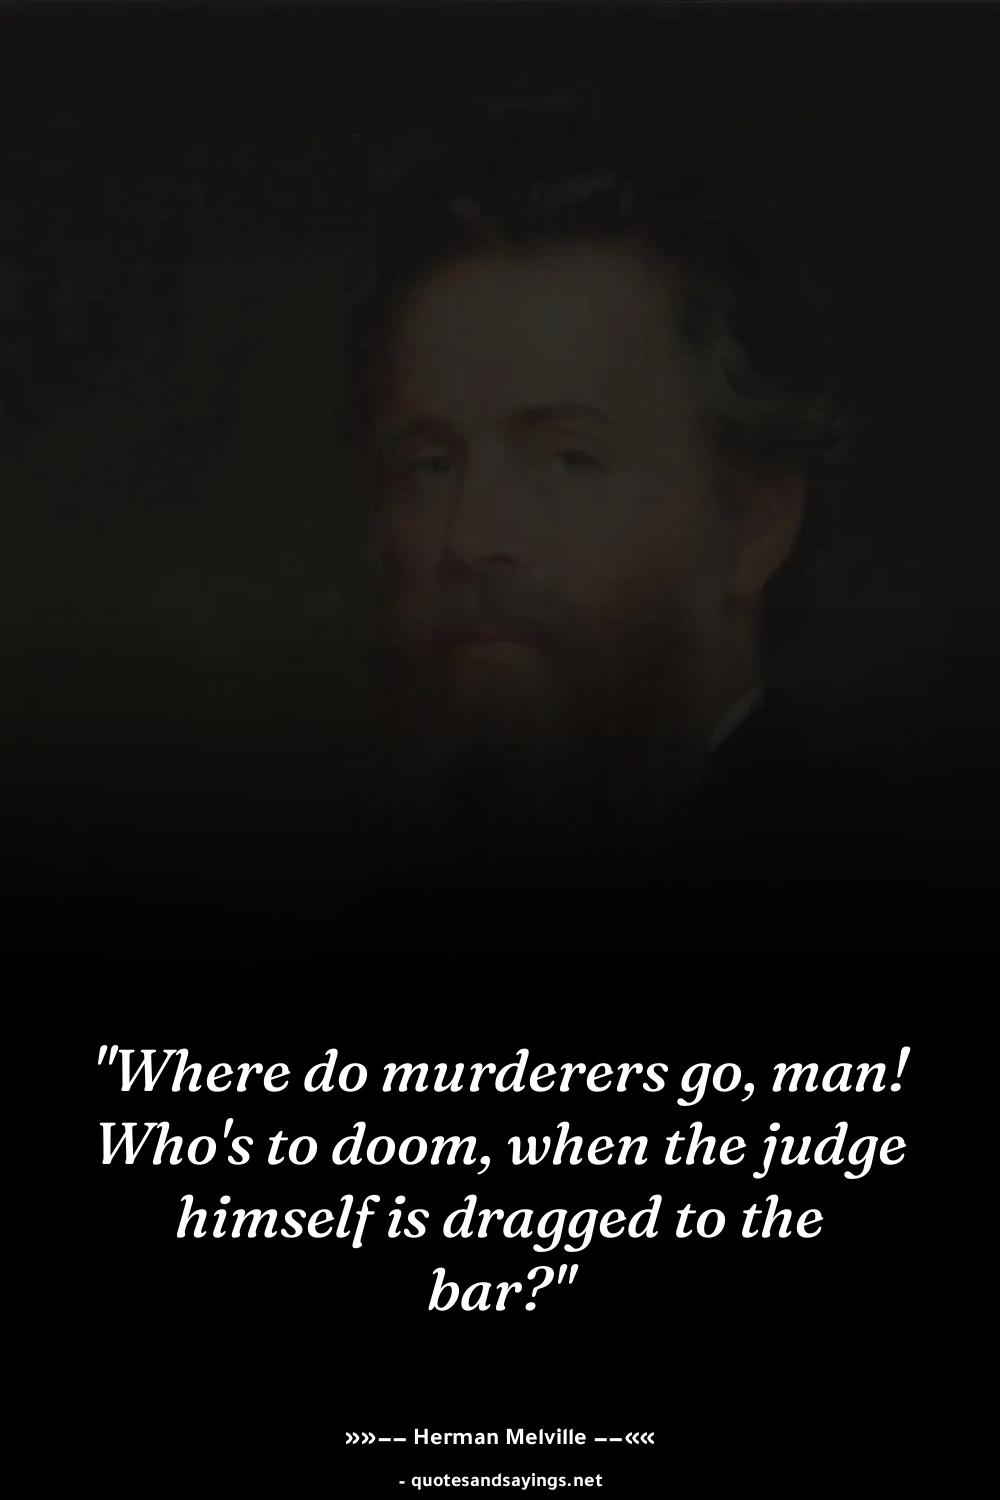 "Where do murderers go, man!
Who's to doom, when the judge
himself is dragged to the
bar?"
»»−− Herman Melville −−««
- quotesandsayings.net